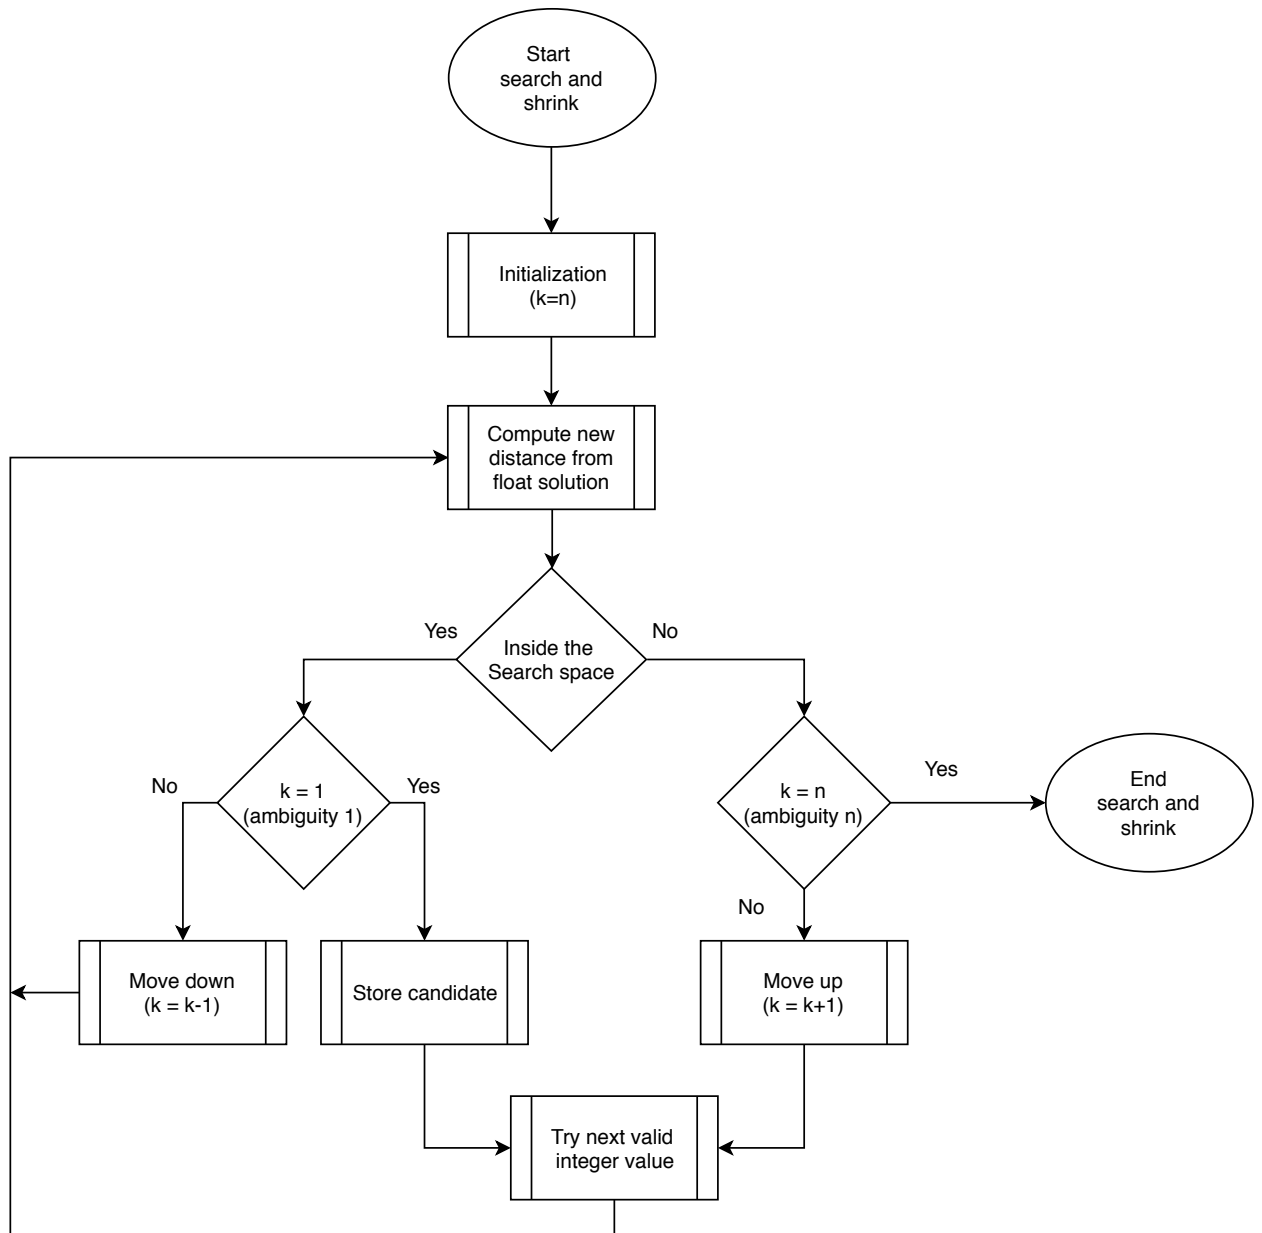 Start
search and
shrink
Initialization
(k=n)
Compute new
distance from
float solution
Yes
No
Inside the
Search space
No
Yes
k = 1
(ambiguity 1)
k = n
(ambiguity n)
Yes
End
search and
shrink
No
Move down
(k = k-1)
Store candidate
Move up
(k = k+1)
Try next valid
integer value